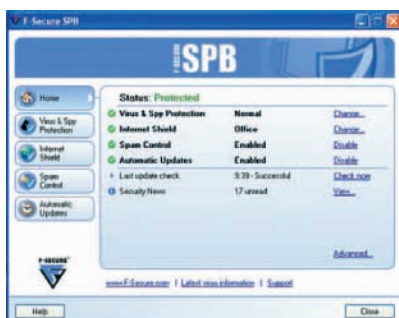 F-Secure SPB
F-SECURE SPB
Home
Virus & Spy
Protection
Internet
Shield
Spam
Control
Automatic
Updates
Status: Protected
Virus & Spy Protection Normal Change...
Internet Shield Office Change...
Spam Control Enabled Disable
Automatic Updates Enabled Disable
Last update check 9:39 - Successful Check now
Security News 17 unread View...
Advanced...
F-SECURE
www.F-Secure.com | Latest virus information | Support
Help Close